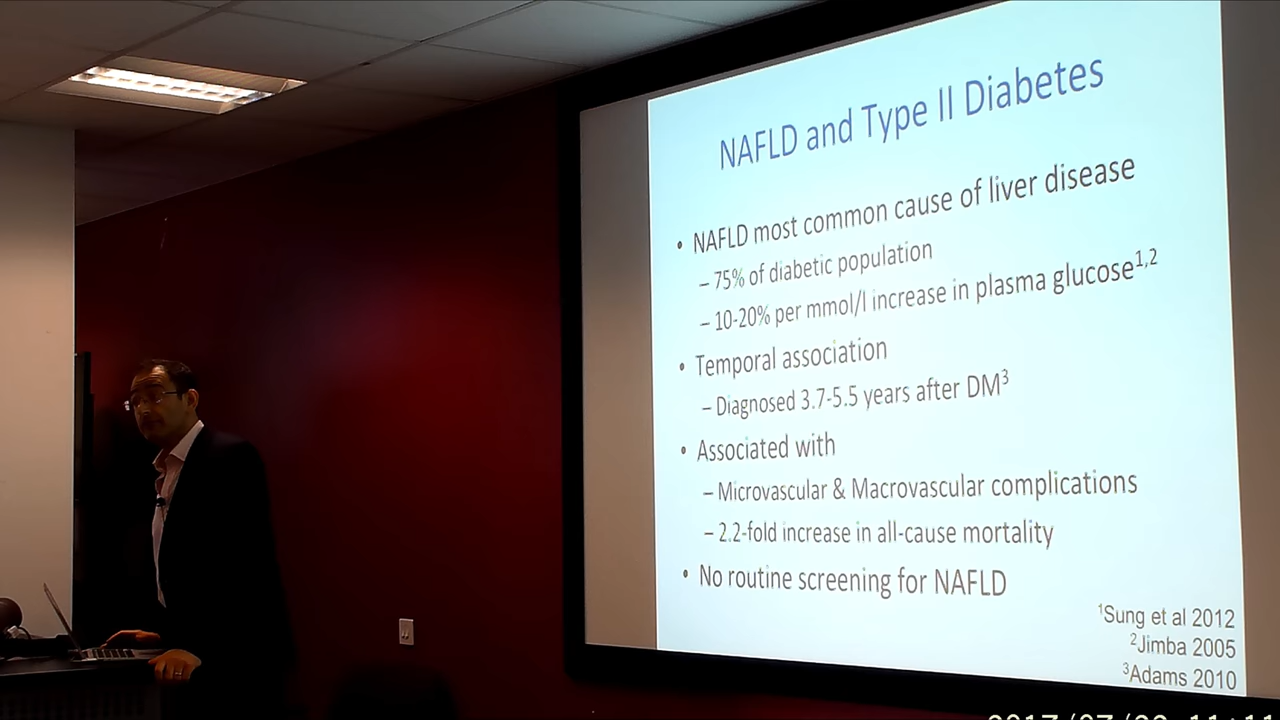 NAFLD and Type II Diabetes
• NAFLD most common cause of liver disease
– 75% of diabetic population
– 10-20% per mmol/l increase in plasma glucose1,2
• Temporal association
– Diagnosed 3.7-5.5 years after DM3
• Associated with
– Microvascular & Macrovascular complications
– 2.2-fold increase in all-cause mortality
• No routine screening for NAFLD
1Sung et al 2012
2Jimba 2005
3Adams 2010